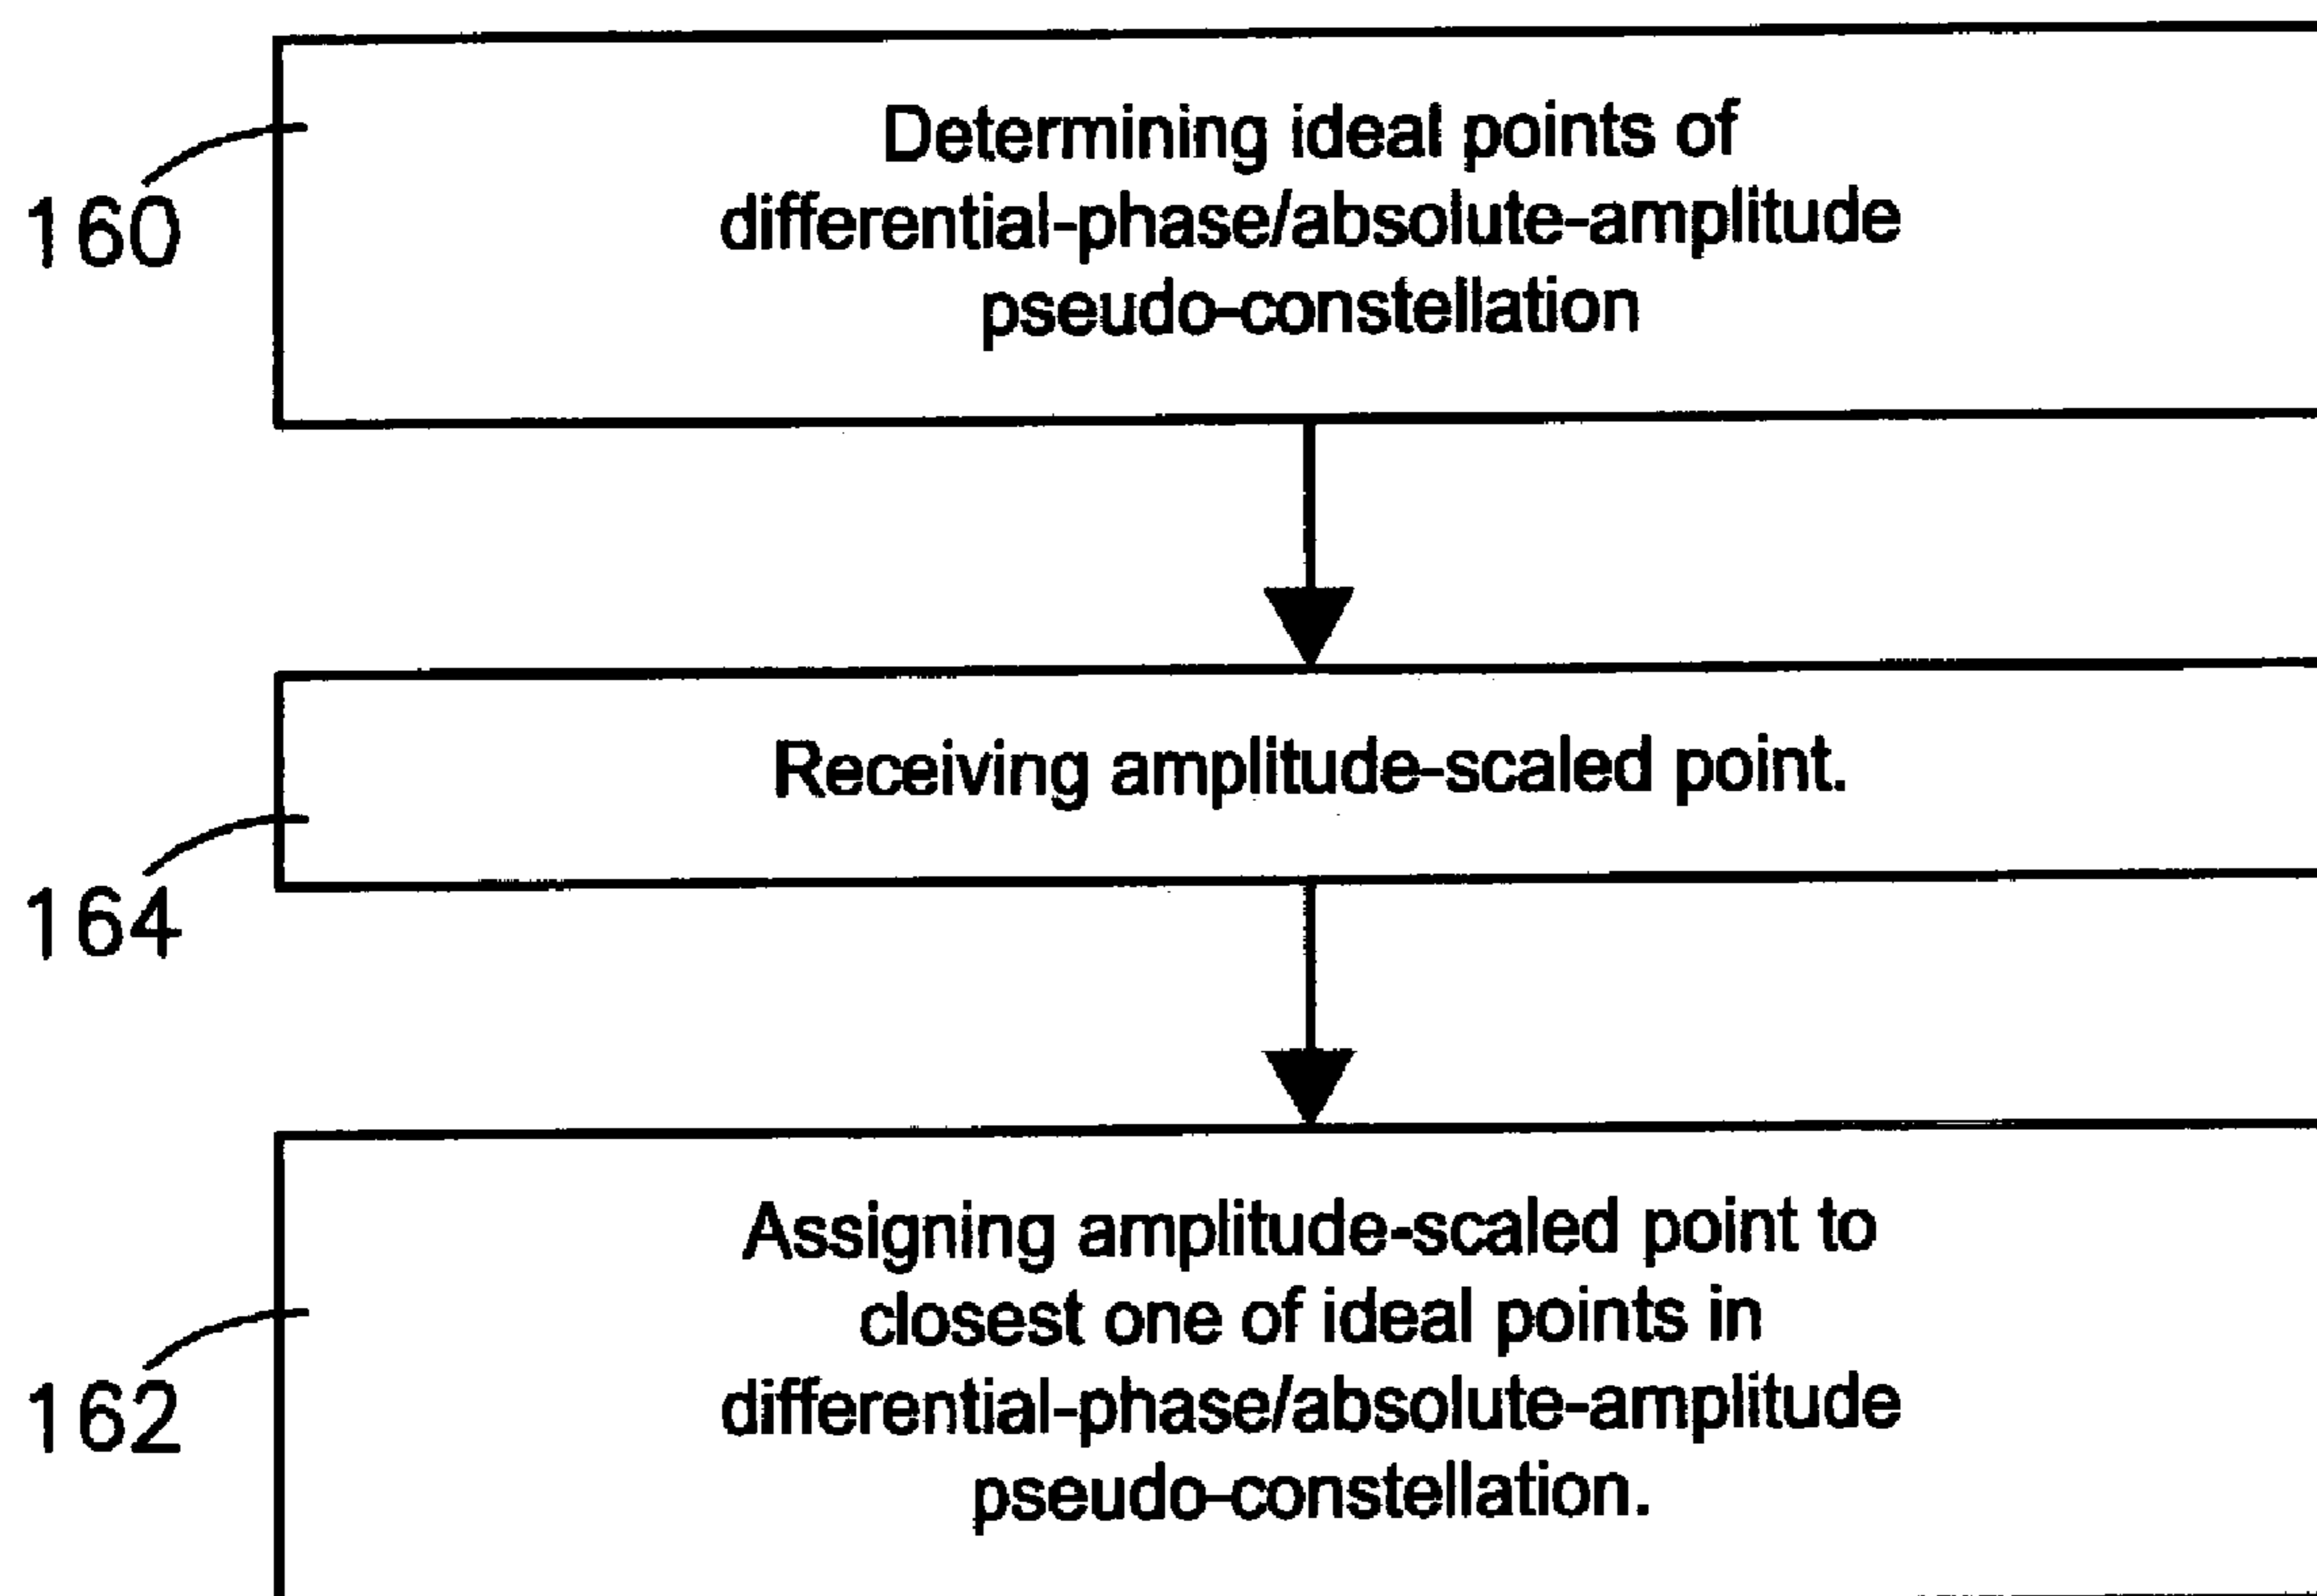 Determining ideal points of
differential-phase/absolute-amplitude
pseudo-constellation
160
Receiving amplitude-scaled point.
164
Assigning amplitude-scaled point to
closest one of ideal points in
differential-phase/absolute-amplitude
pseudo-constellation.
162